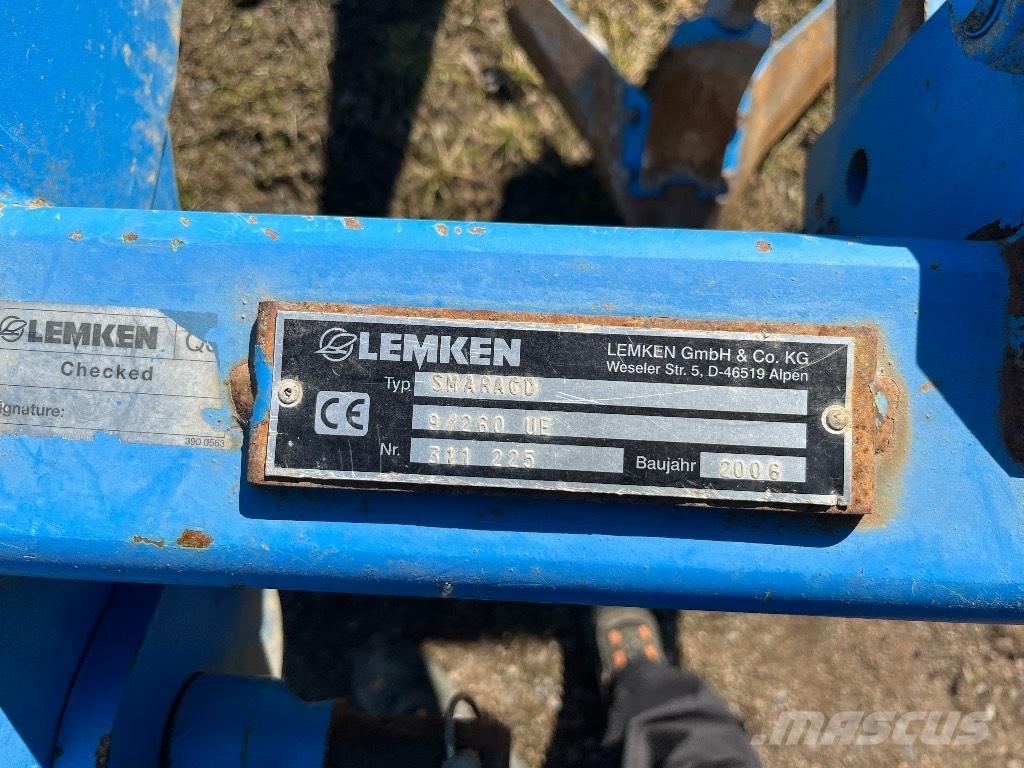 LEMKEN
Checked
ignature:
390 0563
LEMKEN
LEMKEN GmbH & Co. KG
Weseler Str. 5, D-46519 Alpen
Typ SMARAGD
9/260 UE
CE
Nr. 311 225
Baujahr 2006
mascus